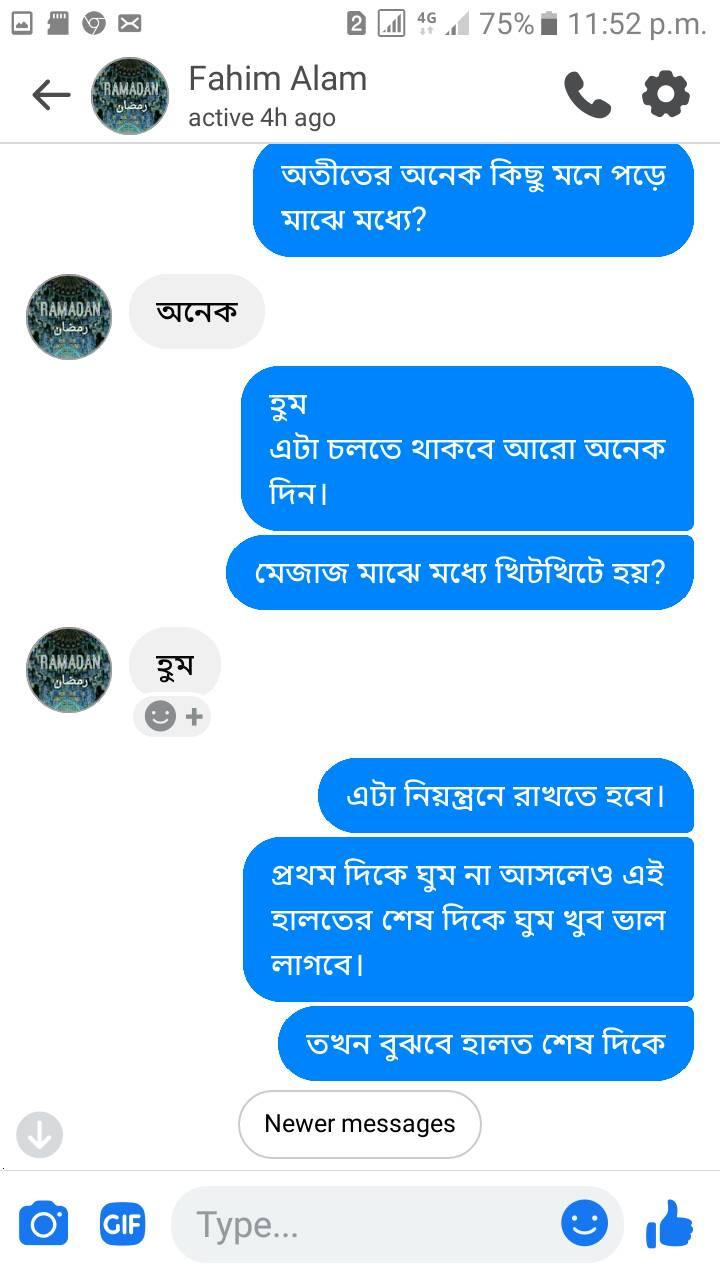 2 4G 75% 11:52 p.m.
Fahim Alam
active 4h ago
অতীতের অনেক কিছু মনে পড়ে
মাঝে মধ্যে?
RAMADAN
رمضان
অনেক
হুম
এটা চলতে থাকবে আরো অনেক
দিন।
মেজাজ মাঝে মধ্যে খিটখিটে হয়?
RAMADAN
رمضان
হুম
এটা নিয়ন্ত্রনে রাখতে হবে।
প্রথম দিকে ঘুম না আসলেও এই
হালতের শেষ দিকে ঘুম খুব ভাল
লাগবে।
তখন বুঝবে হালত শেষ দিকে
Newer messages
GIF Type...